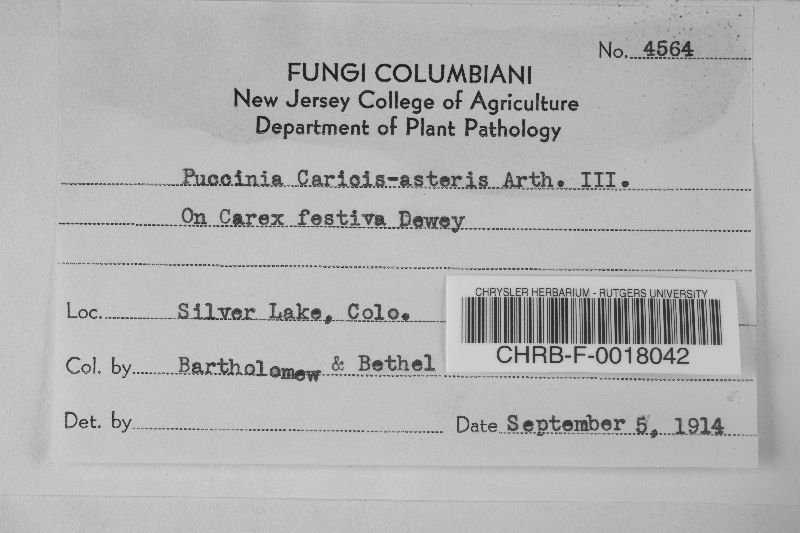 No. 4564
FUNGI COLUMBIANI
New Jersey College of Agriculture
Department of Plant Pathology
Puccinia Caricis-asteris Arth. III.
On Carex festiva Dewey
Loc. Silver Lake, Colo.
CHRYSLER HERBARIUM - RUTGERS UNIVERSITY
CHRB-F-0018042
Col. by Bartholomew & Bethel
Det. by
Date September 5, 1914